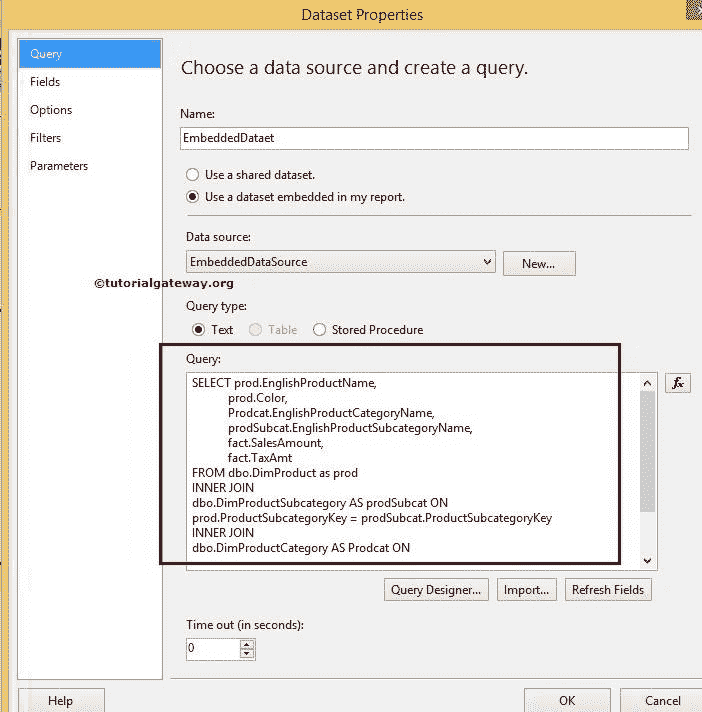 Dataset Properties
Query
Fields
Options
Filters
Parameters
Choose a data source and create a query.
Name:
EmbeddedDataet
Use a shared dataset.
Use a dataset embedded in my report.
Data source:
EmbeddedDataSource
New...
©tutorialgateway.org
Query type:
Text Table Stored Procedure
Query:
SELECT prod.EnglishProductName,
prod.Color,
Prodcat.EnglishProductCategoryName,
prodSubcat.EnglishProductSubcategoryName,
fact.SalesAmount,
fact.TaxAmt
FROM dbo.DimProduct as prod
INNER JOIN
dbo.DimProductSubcategory AS prodSubcat ON
prod.ProductSubcategoryKey = prodSubcat.ProductSubcategoryKey
INNER JOIN
dbo.DimProductCategory AS Prodcat ON
fx
Query Designer... Import... Refresh Fields
Time out (in seconds):
0
Help OK Cancel